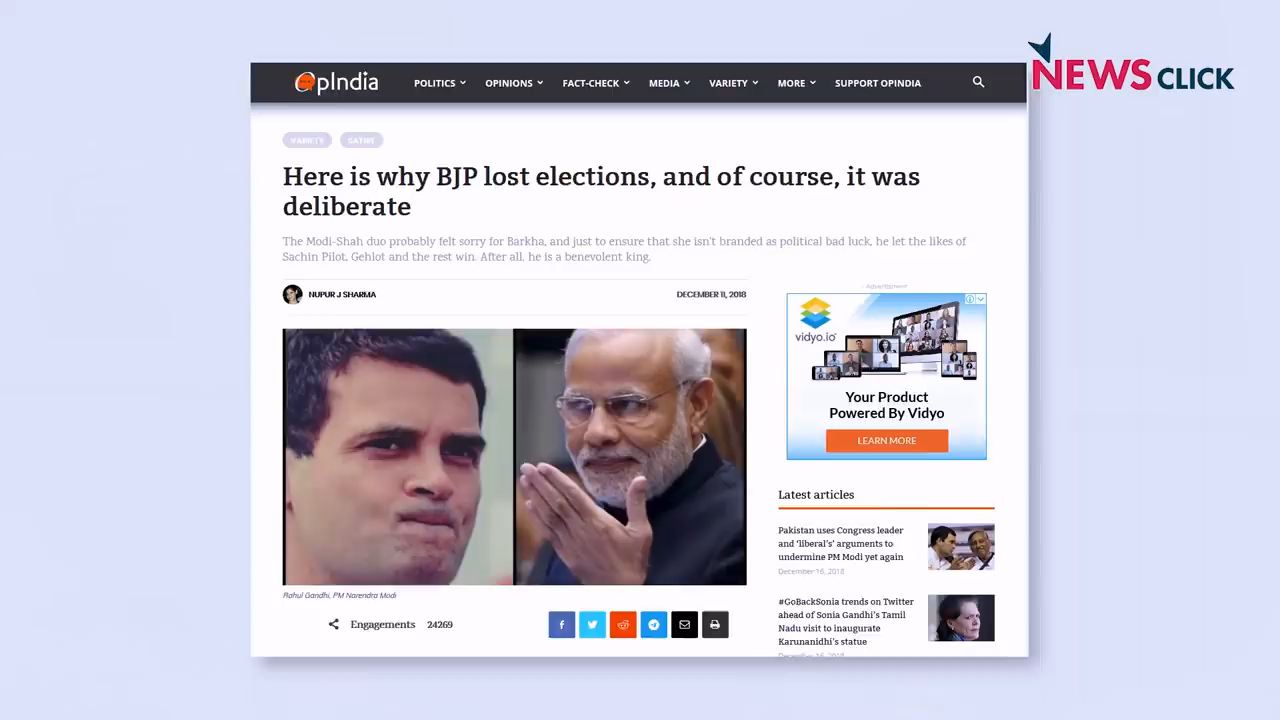 NEWS CLICK
OpIndia
POLITICS OPINIONS FACT-CHECK MEDIA VARIETY MORE SUPPORT OPINDIA
VARIETY SATIRE
Here is why BJP lost elections, and of course, it was
deliberate
The Modi-Shah duo probably felt sorry for Barkha, and just to ensure that she isn't branded as political bad luck, he let the likes of
Sachin Pilot, Gehlot and the rest win. After all, he is a benevolent king.
NUPUR J SHARMA DECEMBER 11, 2018
Rahul Gandhi, PM Narendra Modi
Engagements 24269
- Advertisement -
vidyo.io
Your Product
Powered By Vidyo
LEARN MORE
Latest articles
Pakistan uses Congress leader
and 'liberal's' arguments to
undermine PM Modi yet again
December 16, 2018
#GoBackSonia trends on Twitter
ahead of Sonia Gandhi's Tamil
Nadu visit to inaugurate
Karunanidhi's statue
December 16, 2018